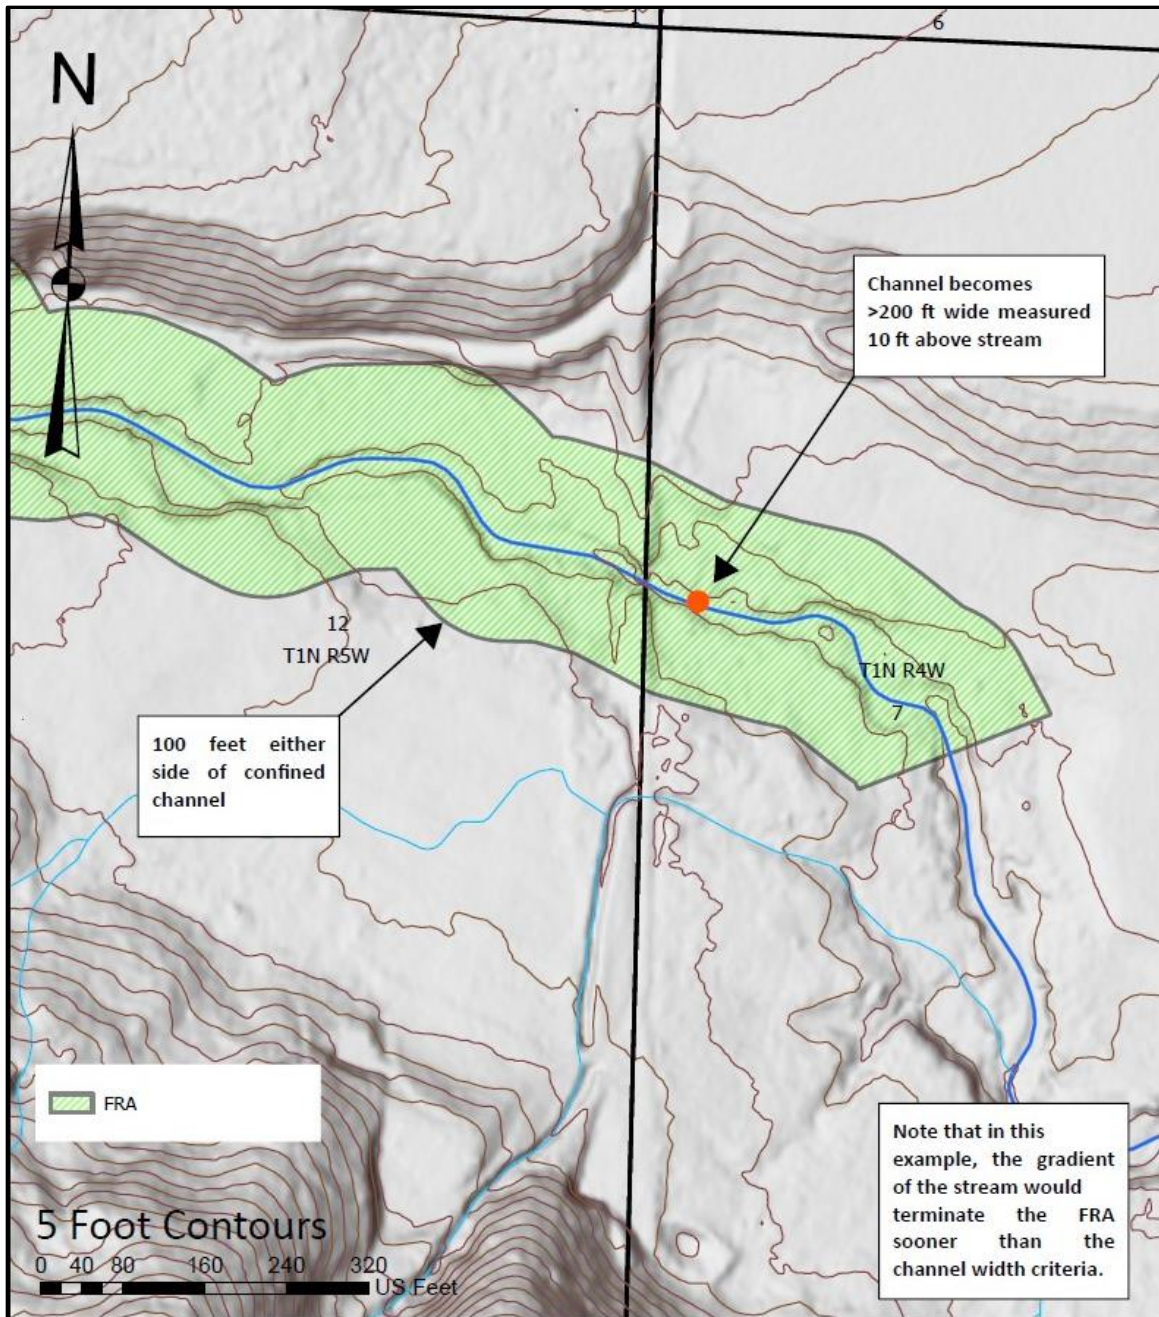 1
6
N
Channel becomes
>200 ft wide measured
10 ft above stream
12
T1N R5W
T1N R4W
7
100 feet either
side of confined
channel
FRA
Note that in this
example, the gradient
of the stream would
terminate the FRA
sooner than the
channel width criteria.
5 Foot Contours
0 40 80 160 240 320
US Feet